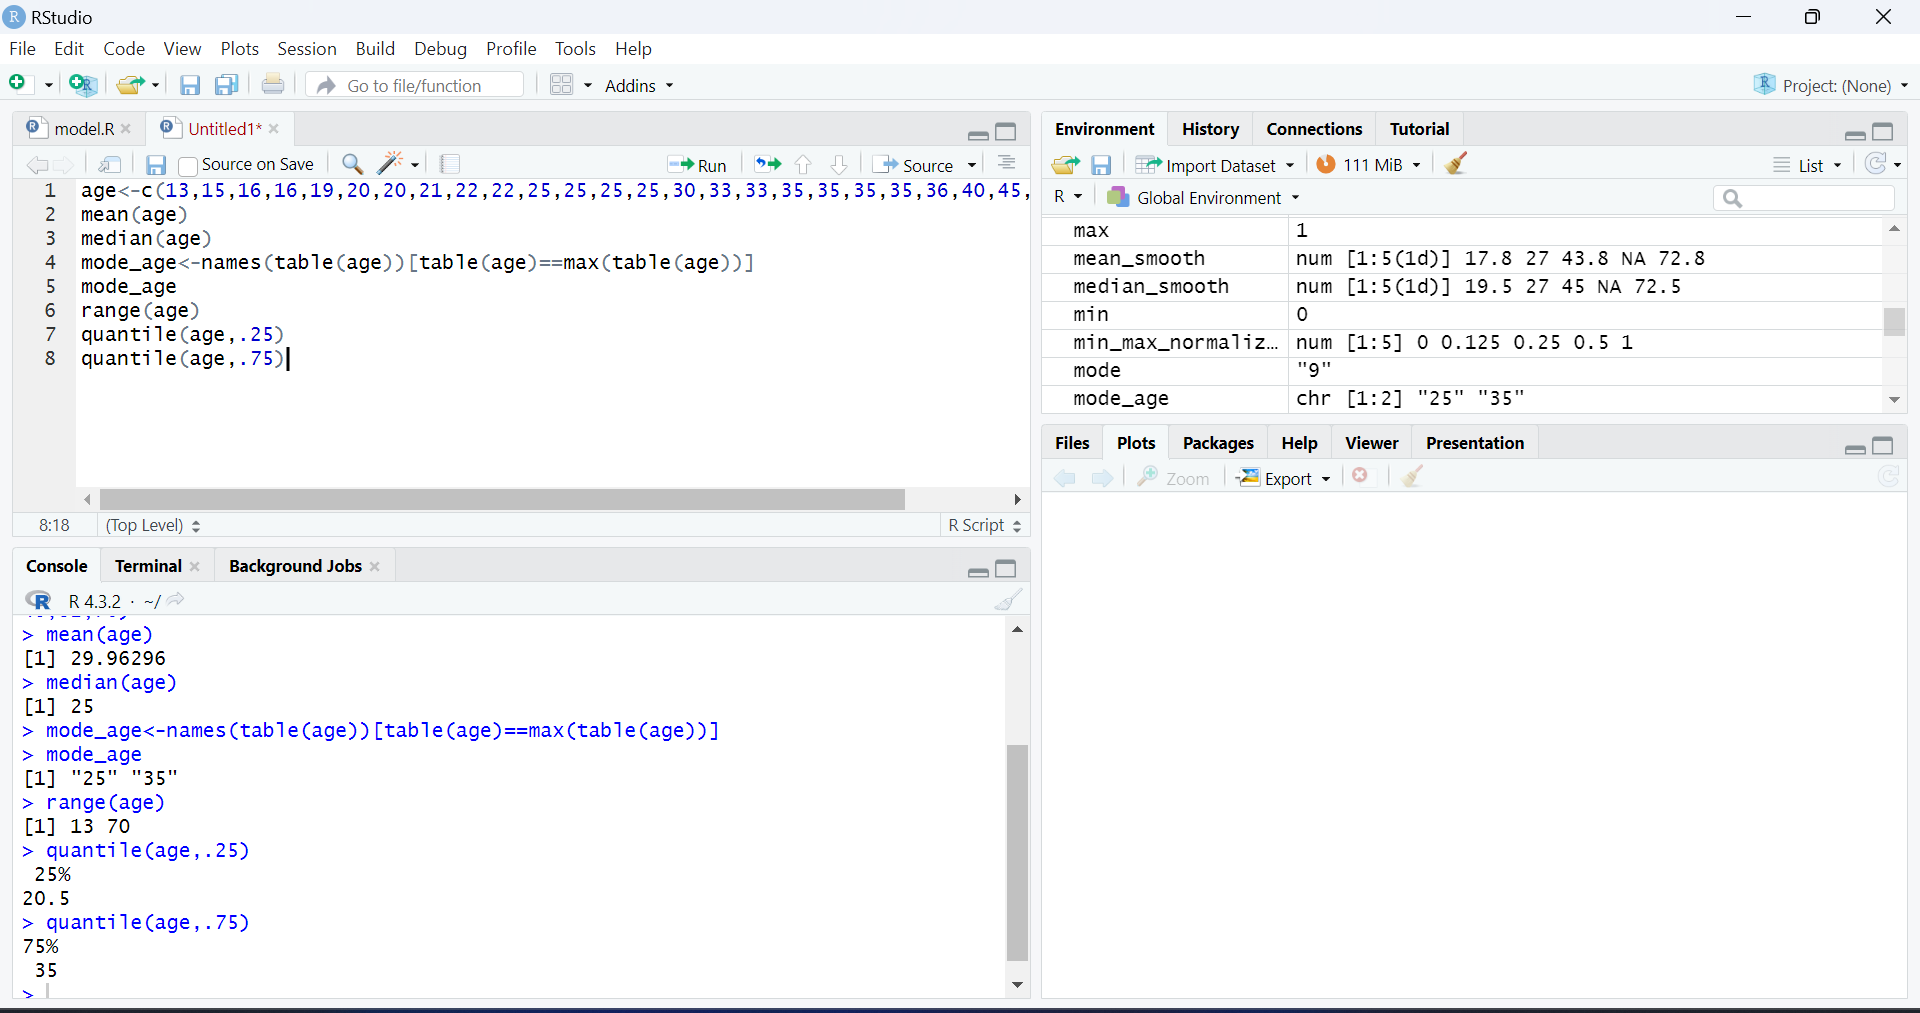 RStudio
File Edit Code View Plots Session Build Debug Profile Tools Help
Go to file/function Addins Project: (None)
model.R Untitled1*
Source on Save Run Source
1 age<-c(13,15,16,16,19,20,20,21,22,22,25,25,25,25,30,33,33,35,35,35,35,36,40,45,
2 mean(age)
3 median(age)
4 mode_age<-names(table(age))[table(age)==max(table(age))]
5 mode_age
6 range(age)
7 quantile(age,.25)
8 quantile(age,.75)
8:18 (Top Level) R Script
Console Terminal Background Jobs
R 4.3.2 · ~/
> mean(age)
[1] 29.96296
> median(age)
[1] 25
> mode_age<-names(table(age))[table(age)==max(table(age))]
> mode_age
[1] "25" "35"
> range(age)
[1] 13 70
> quantile(age,.25)
25%
20.5
> quantile(age,.75)
75%
35
>
Environment History Connections Tutorial
Import Dataset 111 MiB List
R Global Environment
max 1
mean_smooth num [1:5(1d)] 17.8 27 43.8 NA 72.8
median_smooth num [1:5(1d)] 19.5 27 45 NA 72.5
min 0
min_max_normaliz… num [1:5] 0 0.125 0.25 0.5 1
mode "9"
mode_age chr [1:2] "25" "35"
Files Plots Packages Help Viewer Presentation
Zoom Export